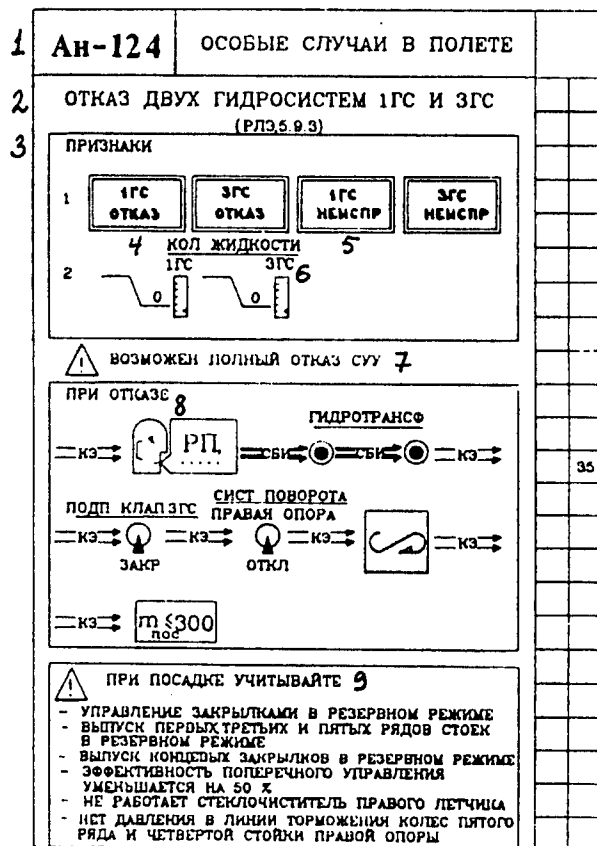 1 Ан-124 ОСОБЫЕ СЛУЧАИ В ПОЛЕТЕ
2 ОТКАЗ ДВУХ ГИДРОСИСТЕМ 1ГС И 3ГС
(РЛЭ,5.9.3)
3 ПРИЗНАКИ
1 1ГС ОТКАЗ 3ГС ОТКАЗ 1ГС НЕИСПР 3ГС НЕИСПР
4 5
КОЛ ЖИДКОСТИ
1ГС 3ГС 6
2 0 0
! ВОЗМОЖЕН ПОЛНЫЙ ОТКАЗ СУУ 7
ПРИ ОТКАЗЕ 8
ГИДРОТРАНСФ
КЭ РП, ..... СБИ СБИ КЭ
35
ПОДП КЛАП 3ГС СИСТ ПОВОРОТА
ПРАВАЯ ОПОРА
КЭ КЭ КЭ КЭ
ЗАКР ОТКЛ
КЭ m пос ≤300
! ПРИ ПОСАДКЕ УЧИТЫВАЙТЕ 9
- УПРАВЛЕНИЕ ЗАКРЫЛКАМИ В РЕЗЕРВНОМ РЕЖИМЕ
- ВЫПУСК ПЕРВЫХ,ТРЕТЬИХ И ПЯТЫХ РЯДОВ СТОЕК
В РЕЗЕРВНОМ РЕЖИМЕ
- ВЫПУСК КОНЦЕВЫХ ЗАКРЫЛКОВ В РЕЗЕРВНОМ РЕЖИМЕ
- ЭФФЕКТИВНОСТЬ ПОПЕРЕЧНОГО УПРАВЛЕНИЯ
УМЕНЬШАЕТСЯ НА 50 %
- НЕ РАБОТАЕТ СТЕКЛОЧИСТИТЕЛЬ ПРАВОГО ЛЕТЧИКА
- НЕТ ДАВЛЕНИЯ В ЛИНИИ ТОРМОЖЕНИЯ КОЛЕС ПЯТОГО
РЯДА И ЧЕТВЕРТОЙ СТОЙКИ ПРАВОЙ ОПОРЫ